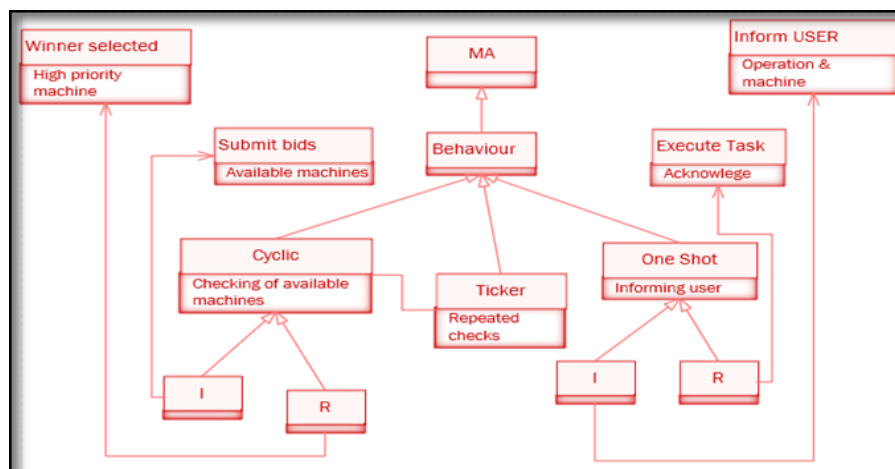 Winner selected
High priority
machine
MA
Inform USER
Operation &
machine
Submit bids
Available machines
Behaviour
Execute Task
Acknowlege
Cyclic
Checking of available
machines
Ticker
Repeated
checks
One Shot
Informing user
I
R
I
R